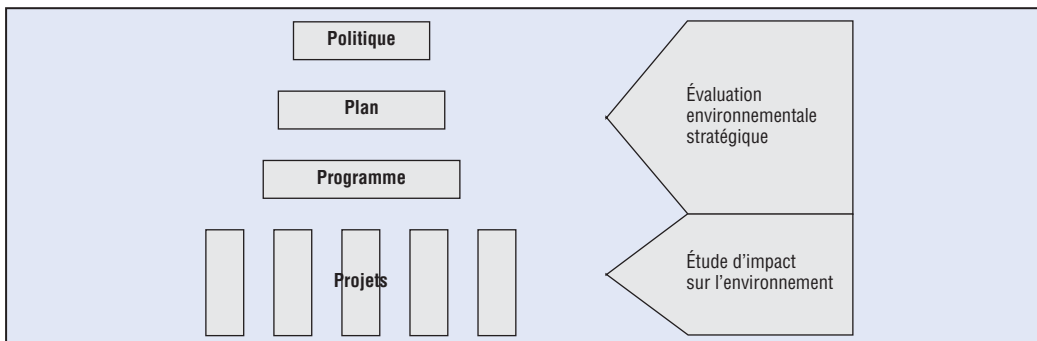 Politique
Plan
Programme
Projets
Évaluation
environnementale
stratégique
Étude d'impact
sur l'environnement